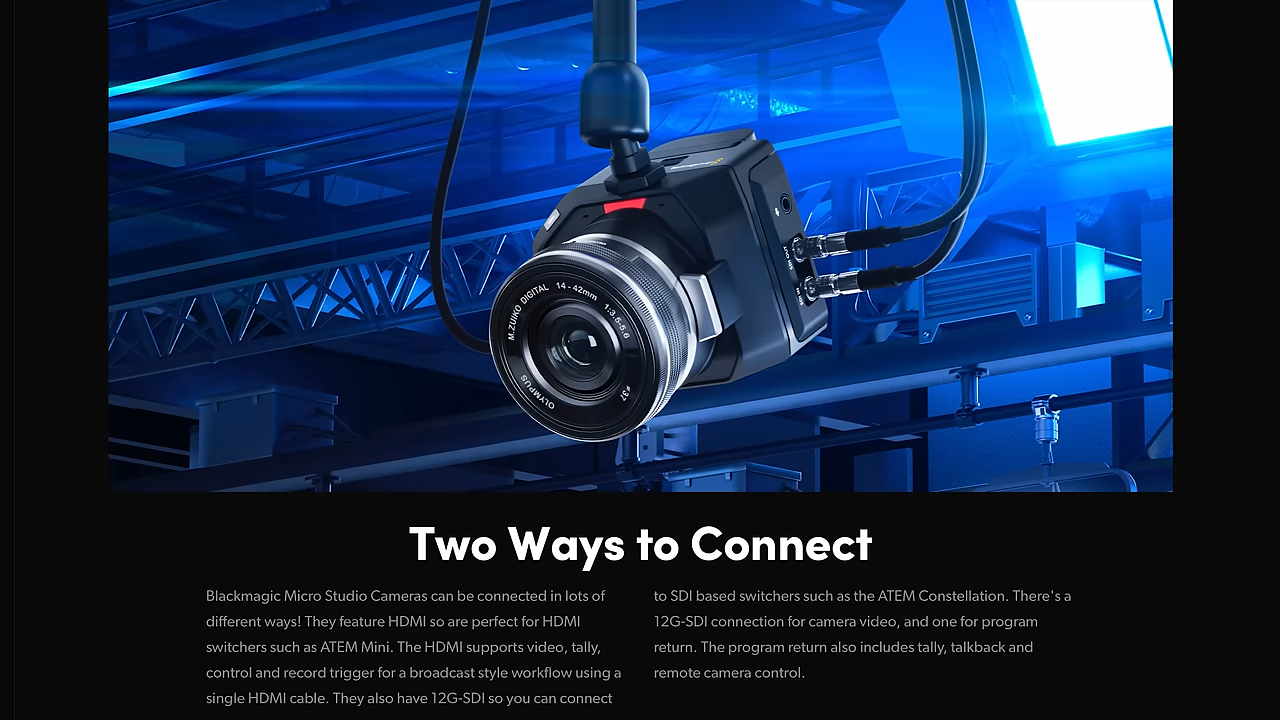 M.ZUIKO DIGITAL 14-42mm 1:3.5-5.6
OLYMPUS ø37
Two Ways to Connect
Blackmagic Micro Studio Cameras can be connected in lots of
different ways! They feature HDMI so are perfect for HDMI
switchers such as ATEM Mini. The HDMI supports video, tally,
control and record trigger for a broadcast style workflow using a
single HDMI cable. They also have 12G-SDI so you can connect
to SDI based switchers such as the ATEM Constellation. There's a
12G-SDI connection for camera video, and one for program
return. The program return also includes tally, talkback and
remote camera control.